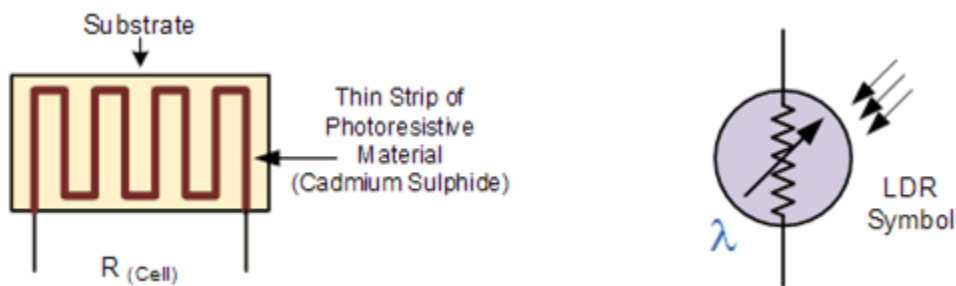 Substrate
Thin Strip of
Photoresistive
Material
(Cadmium Sulphide)
R (Cell)
λ
LDR
Symbol